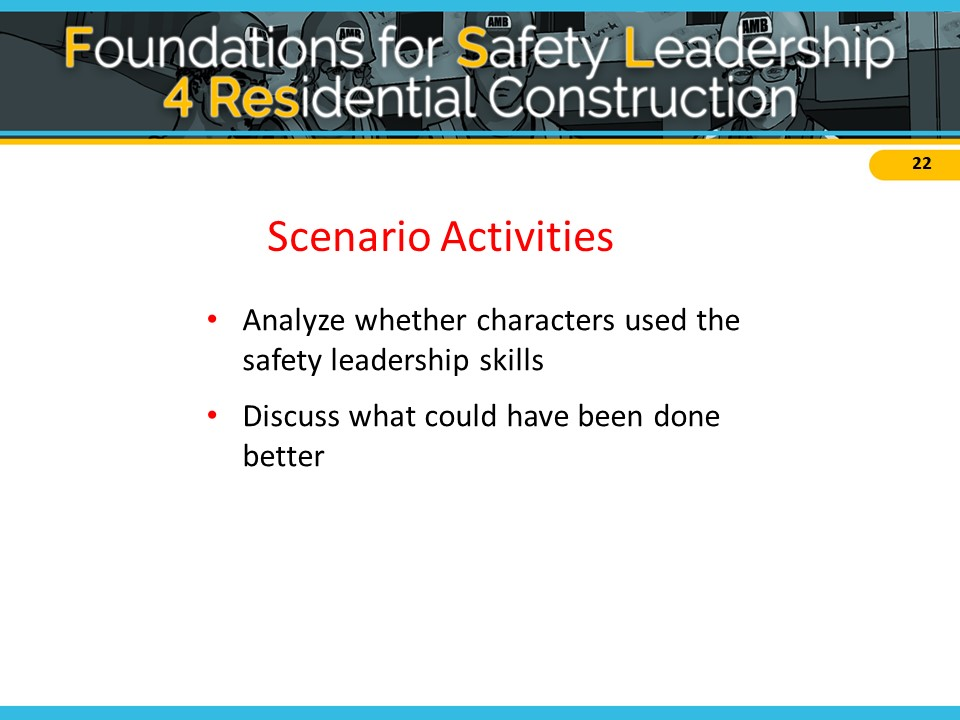 Foundations for Safety Leadership
4 Residential Construction
AMB AMB AMB AMB
22
Scenario Activities
• Analyze whether characters used the
safety leadership skills
• Discuss what could have been done
better